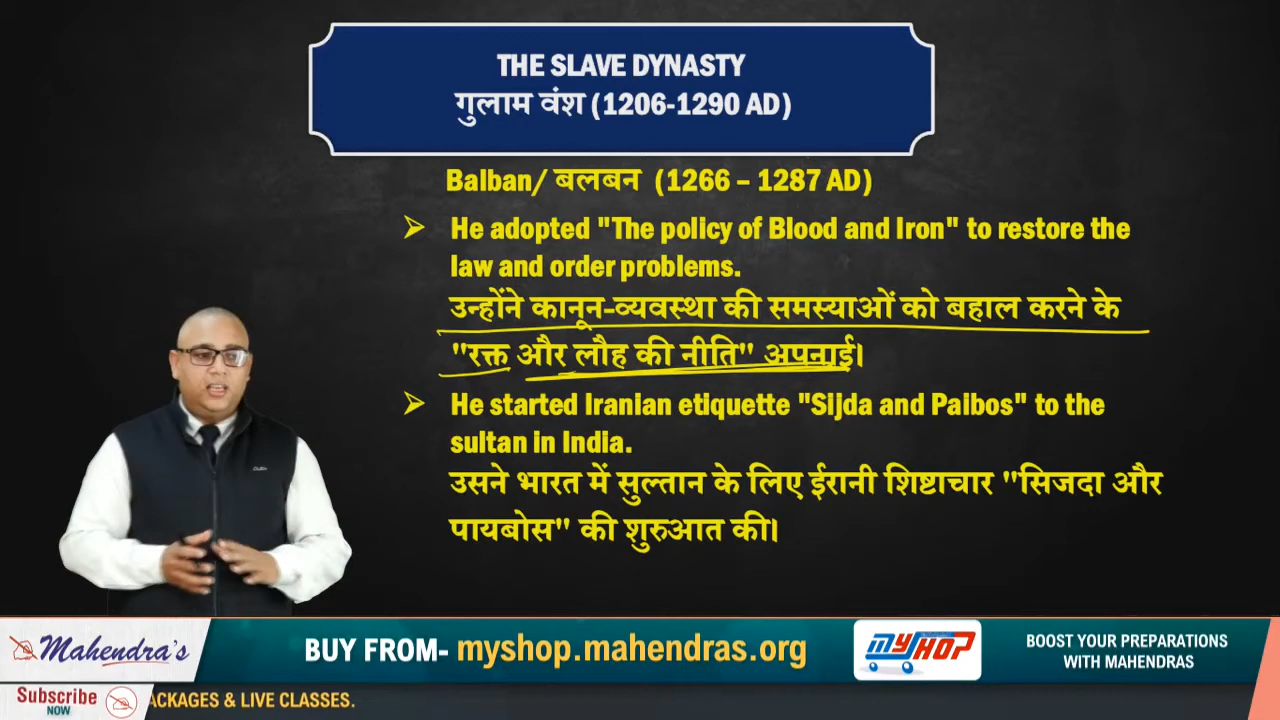 THE SLAVE DYNASTY
गुलाम वंश (1206-1290 AD)
Balban/ बलबन (1266 – 1287 AD)
➢ He adopted "The policy of Blood and Iron" to restore the
law and order problems.
उन्होंने कानून-व्यवस्था की समस्याओं को बहाल करने के
"रक्त और लौह की नीति" अपनाई।
➢ He started Iranian etiquette "Sijda and Paibos" to the
sultan in India.
उसने भारत में सुल्तान के लिए ईरानी शिष्टाचार "सिजदा और
पायबोस" की शुरुआत की।
Mahendra's
BUY FROM- myshop.mahendras.org
MYSHOP
BOOST YOUR PREPARATIONS
WITH MAHENDRAS
Subscribe
NOW
ACKAGES & LIVE CLASSES.